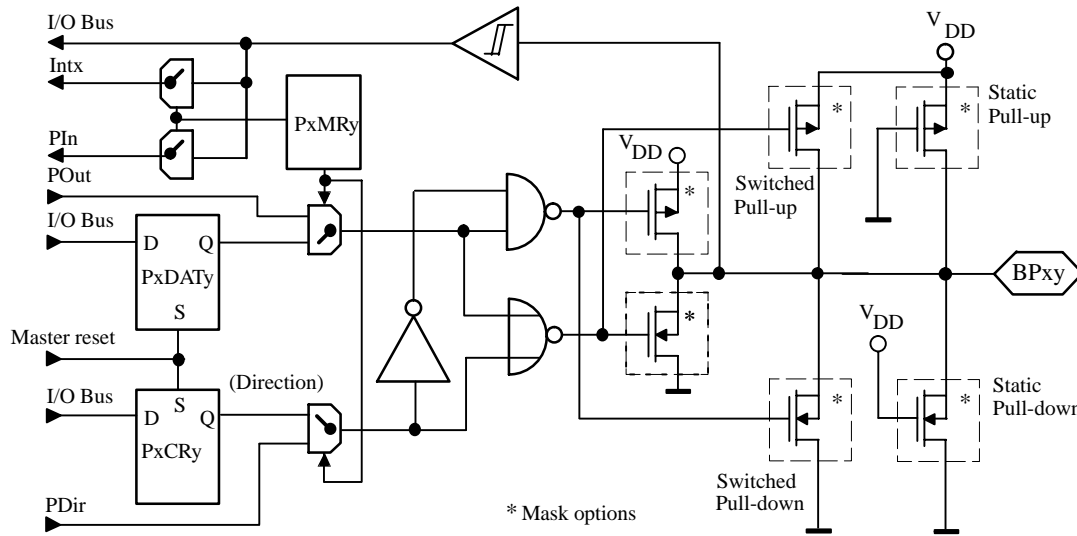 I/O Bus
Intx
PIn
POut
I/O Bus
D Q
PxDATy
S
Master reset
I/O Bus
(Direction)
S
D Q
PxCRy
PDir
PxMRy
V DD
*
*
V DD
*
Switched
Pull-up
*
Static
Pull-up
BPxy
V DD
*
Switched
Pull-down
*
Static
Pull-down
* Mask options